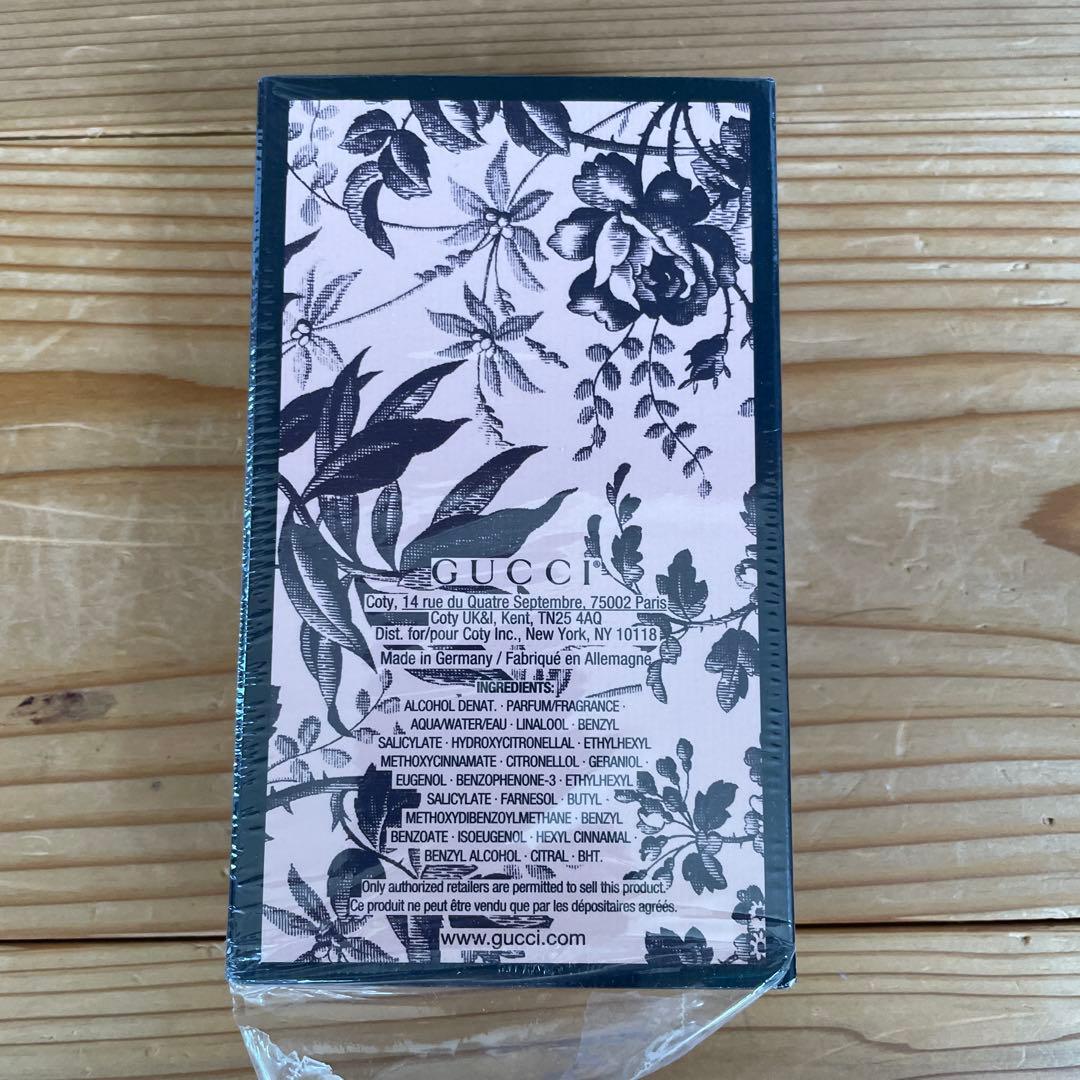 GUCCI®
Coty, 14 rue du Quatre Septembre, 75002 Paris
Coty UK&I, Kent, TN25 4AQ
Dist. for/pour Coty Inc., New York, NY 10118
Made in Germany / Fabriqué en Allemagne
INGREDIENTS:
ALCOHOL DENAT. · PARFUM/FRAGRANCE ·
AQUA/WATER/EAU · LINALOOL · BENZYL
SALICYLATE · HYDROXYCITRONELLAL · ETHYLHEXYL
METHOXYCINNAMATE · CITRONELLOL · GERANIOL ·
EUGENOL · BENZOPHENONE-3 · ETHYLHEXYL
SALICYLATE · FARNESOL · BUTYL
METHOXYDIBENZOYLMETHANE · BENZYL
BENZOATE · ISOEUGENOL · HEXYL CINNAMAL ·
BENZYL ALCOHOL · CITRAL · BHT.
Only authorized retailers are permitted to sell this product.
Ce produit ne peut être vendu que par les dépositaires agréés.
www.gucci.com